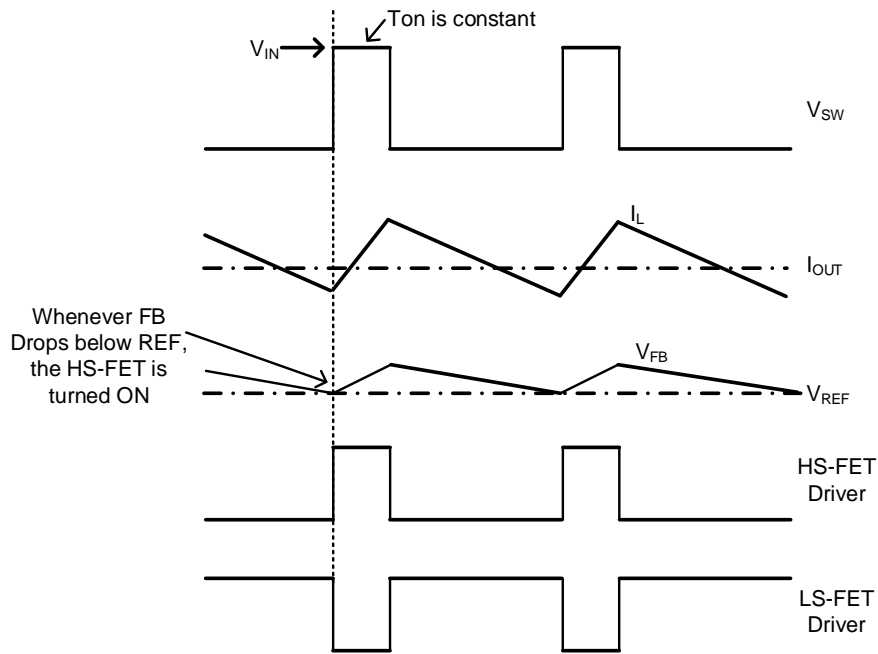 Ton is constant
VIN
VSW
IL
IOUT
Whenever FB
Drops below REF,
the HS-FET is
turned ON
VFB
VREF
HS-FET
Driver
LS-FET
Driver